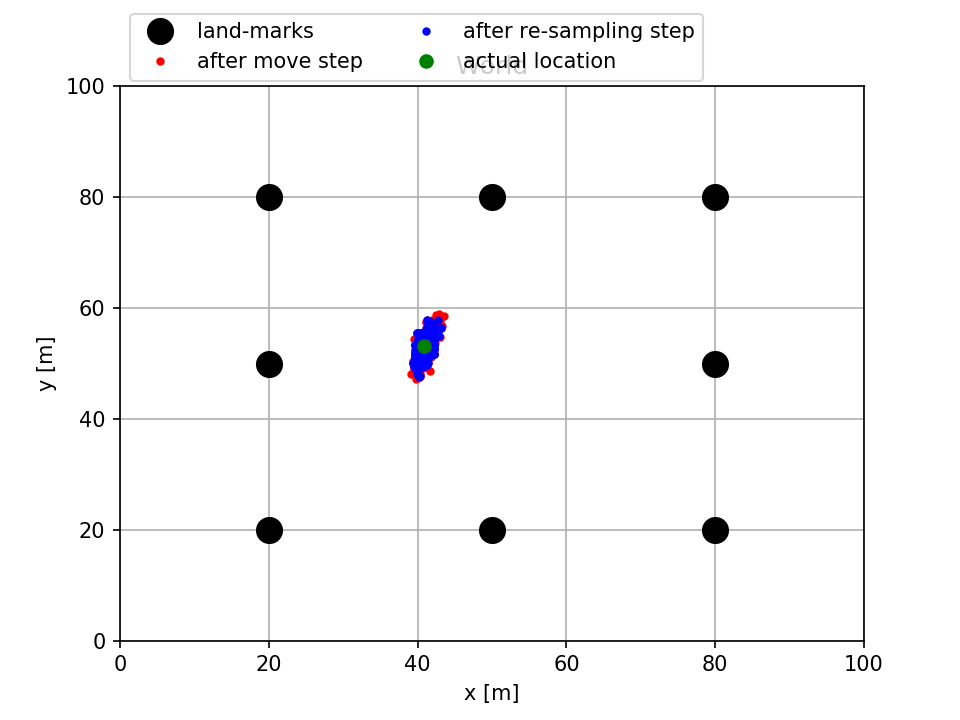 land-marks
after move step
after re-sampling step
actual location
World
100
80
60
40
20
0
y [m]
0 20 40 60 80 100
x [m]